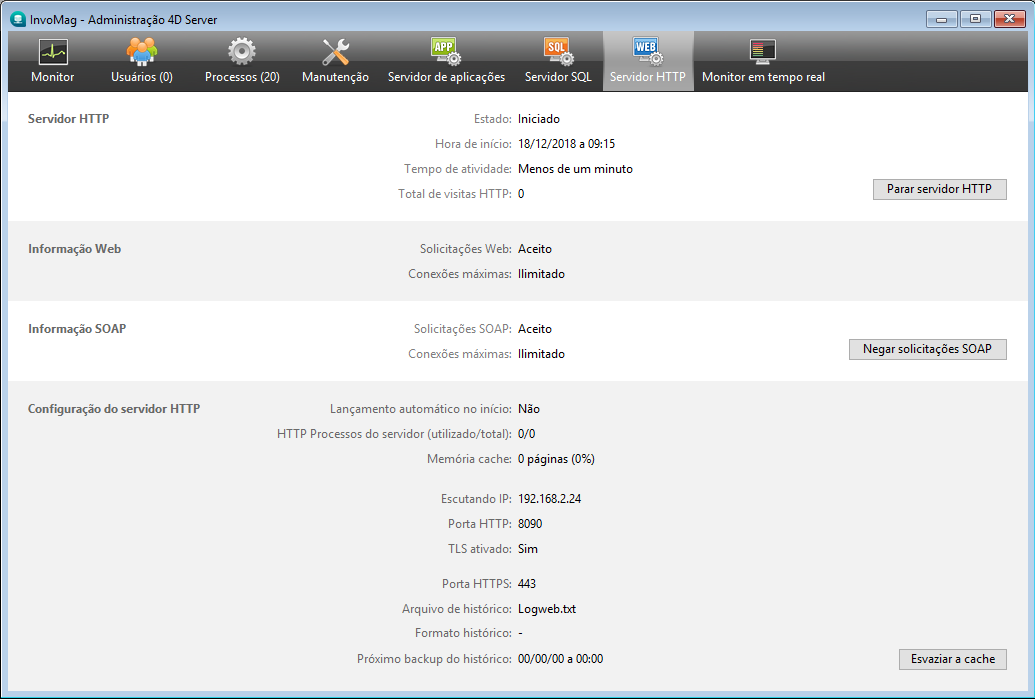 InvoMag - Administração 4D Server
APP SQL WEB
Monitor Usuários (0) Processos (20) Manutenção Servidor de aplicações Servidor SQL Servidor HTTP Monitor em tempo real
Servidor HTTP Estado: Iniciado
Hora de início: 18/12/2018 a 09:15
Tempo de atividade: Menos de um minuto
Total de visitas HTTP: 0 Parar servidor HTTP
Informação Web Solicitações Web: Aceito
Conexões máximas: Ilimitado
Informação SOAP Solicitações SOAP: Aceito
Conexões máximas: Ilimitado Negar solicitações SOAP
Configuração do servidor HTTP Lançamento automático no início: Não
HTTP Processos do servidor (utilizado/total): 0/0
Memória cache: 0 páginas (0%)
Escutando IP: 192.168.2.24
Porta HTTP: 8090
TLS ativado: Sim
Porta HTTPS: 443
Arquivo de histórico: Logweb.txt
Formato histórico: -
Próximo backup do histórico: 00/00/00 a 00:00 Esvaziar a cache